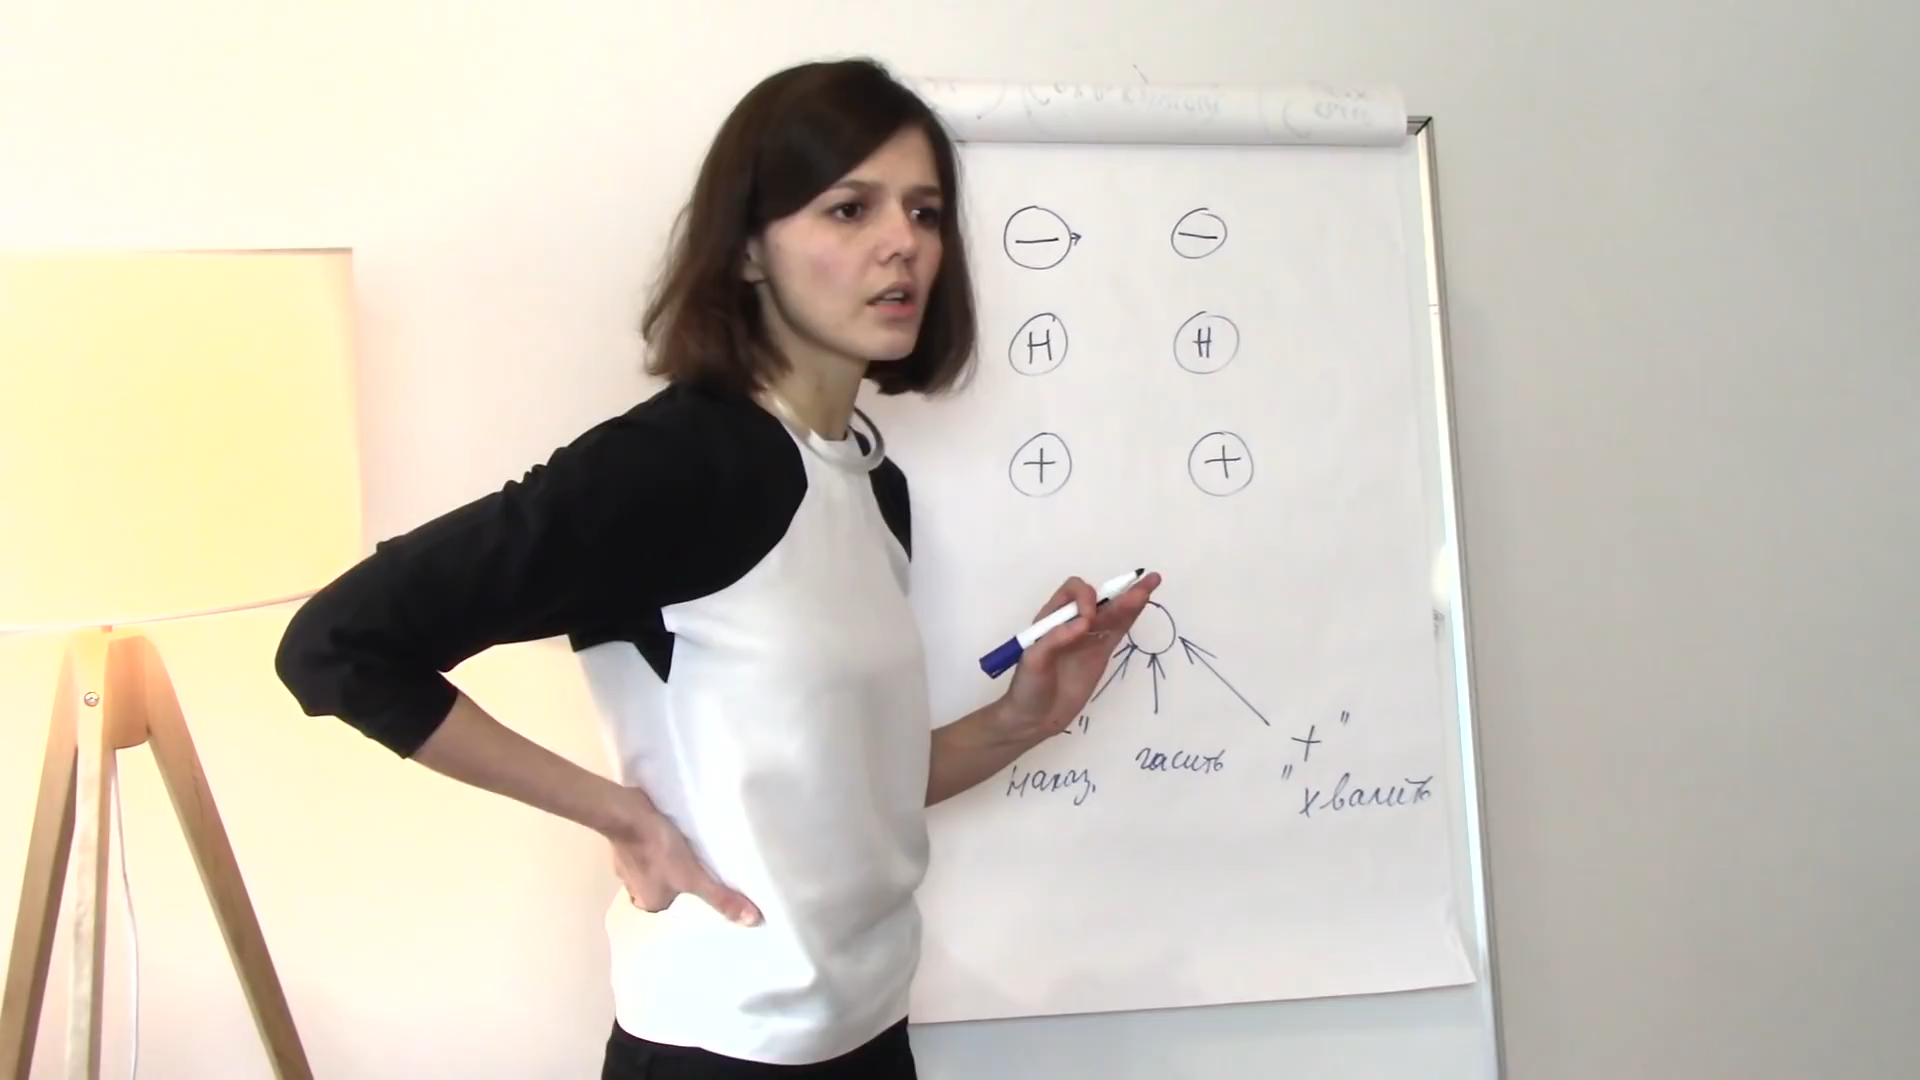 — —
Н Н
+ +
" + "
наказ. гасить "хвалить